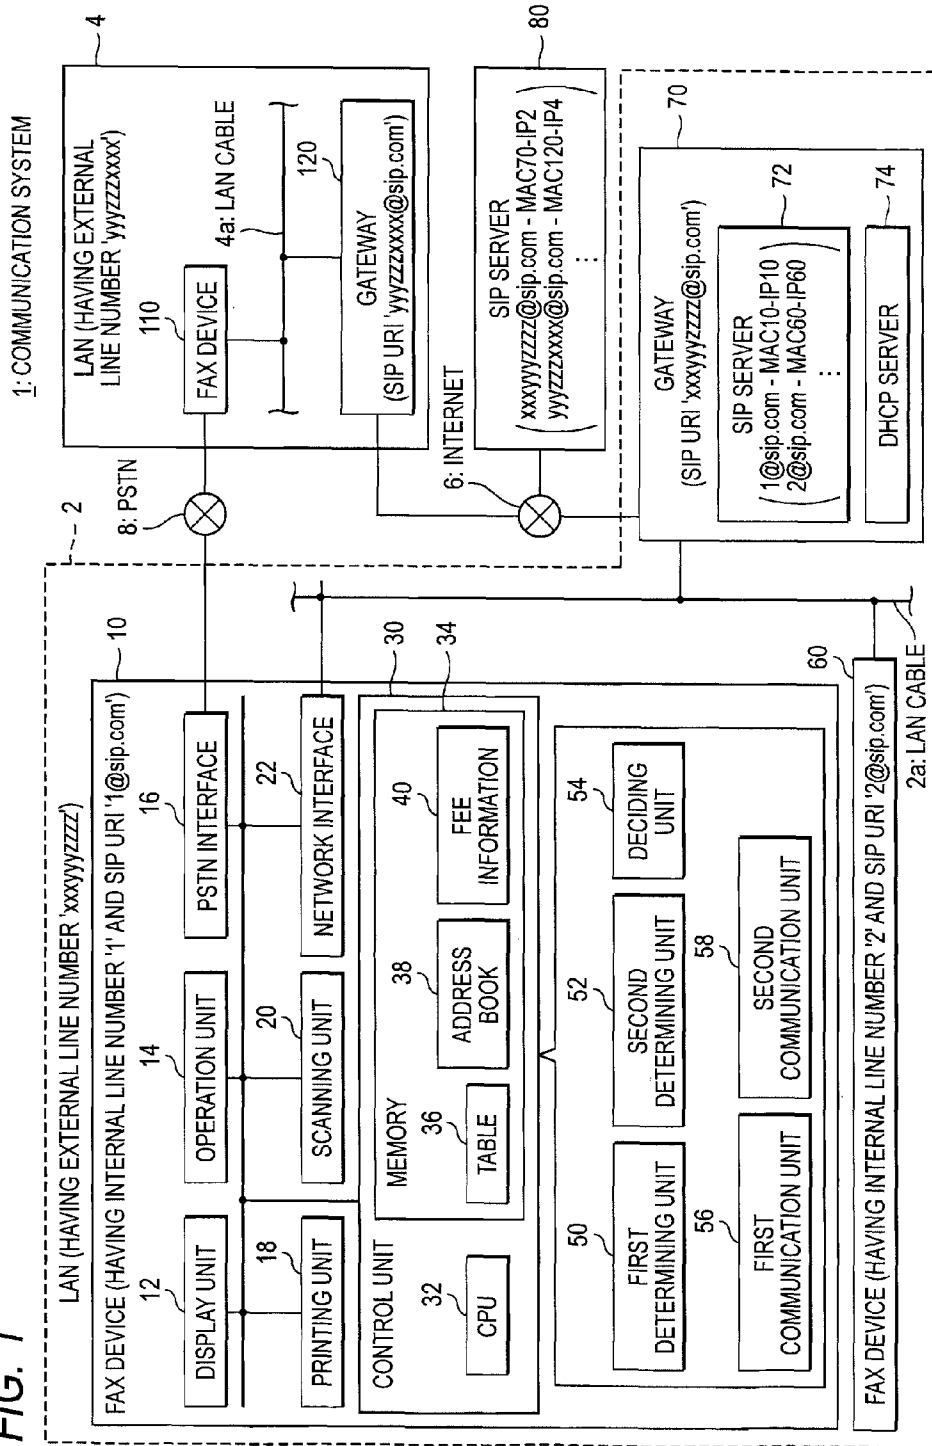 FIG. 1
1: COMMUNICATION SYSTEM
2
LAN (HAVING EXTERNAL LINE NUMBER 'xxxyyyzzzz')
10
FAX DEVICE (HAVING INTERNAL LINE NUMBER '1' AND SIP URI '1@sip.com')
12
DISPLAY UNIT
14
OPERATION UNIT
16
PSTN INTERFACE
18
PRINTING UNIT
20
SCANNING UNIT
22
NETWORK INTERFACE
30
CONTROL UNIT
32
CPU
34
MEMORY
36
TABLE
38
ADDRESS
BOOK
40
FEE
INFORMATION
50
FIRST
DETERMINING UNIT
52
SECOND
DETERMINING UNIT
54
DECIDING
UNIT
56
FIRST
COMMUNICATION UNIT
58
SECOND
COMMUNICATION UNIT
60
FAX DEVICE (HAVING INTERNAL LINE NUMBER '2' AND SIP URI '2@sip.com')
2a: LAN CABLE
8: PSTN
6: INTERNET
4
LAN (HAVING EXTERNAL
LINE NUMBER 'yyyzzzxxxx')
110
FAX DEVICE
4a: LAN CABLE
120
GATEWAY
(SIP URI 'yyyzzzxxxx@sip.com')
80
SIP SERVER
xxxyyyzzzz@sip.com - MAC70-IP2
yyyzzzxxxx@sip.com - MAC120-IP4
70
GATEWAY
(SIP URI 'xxxyyyzzzz@sip.com')
72
SIP SERVER
1@sip.com - MAC10-IP10
2@sip.com - MAC60-IP60
74
DHCP SERVER